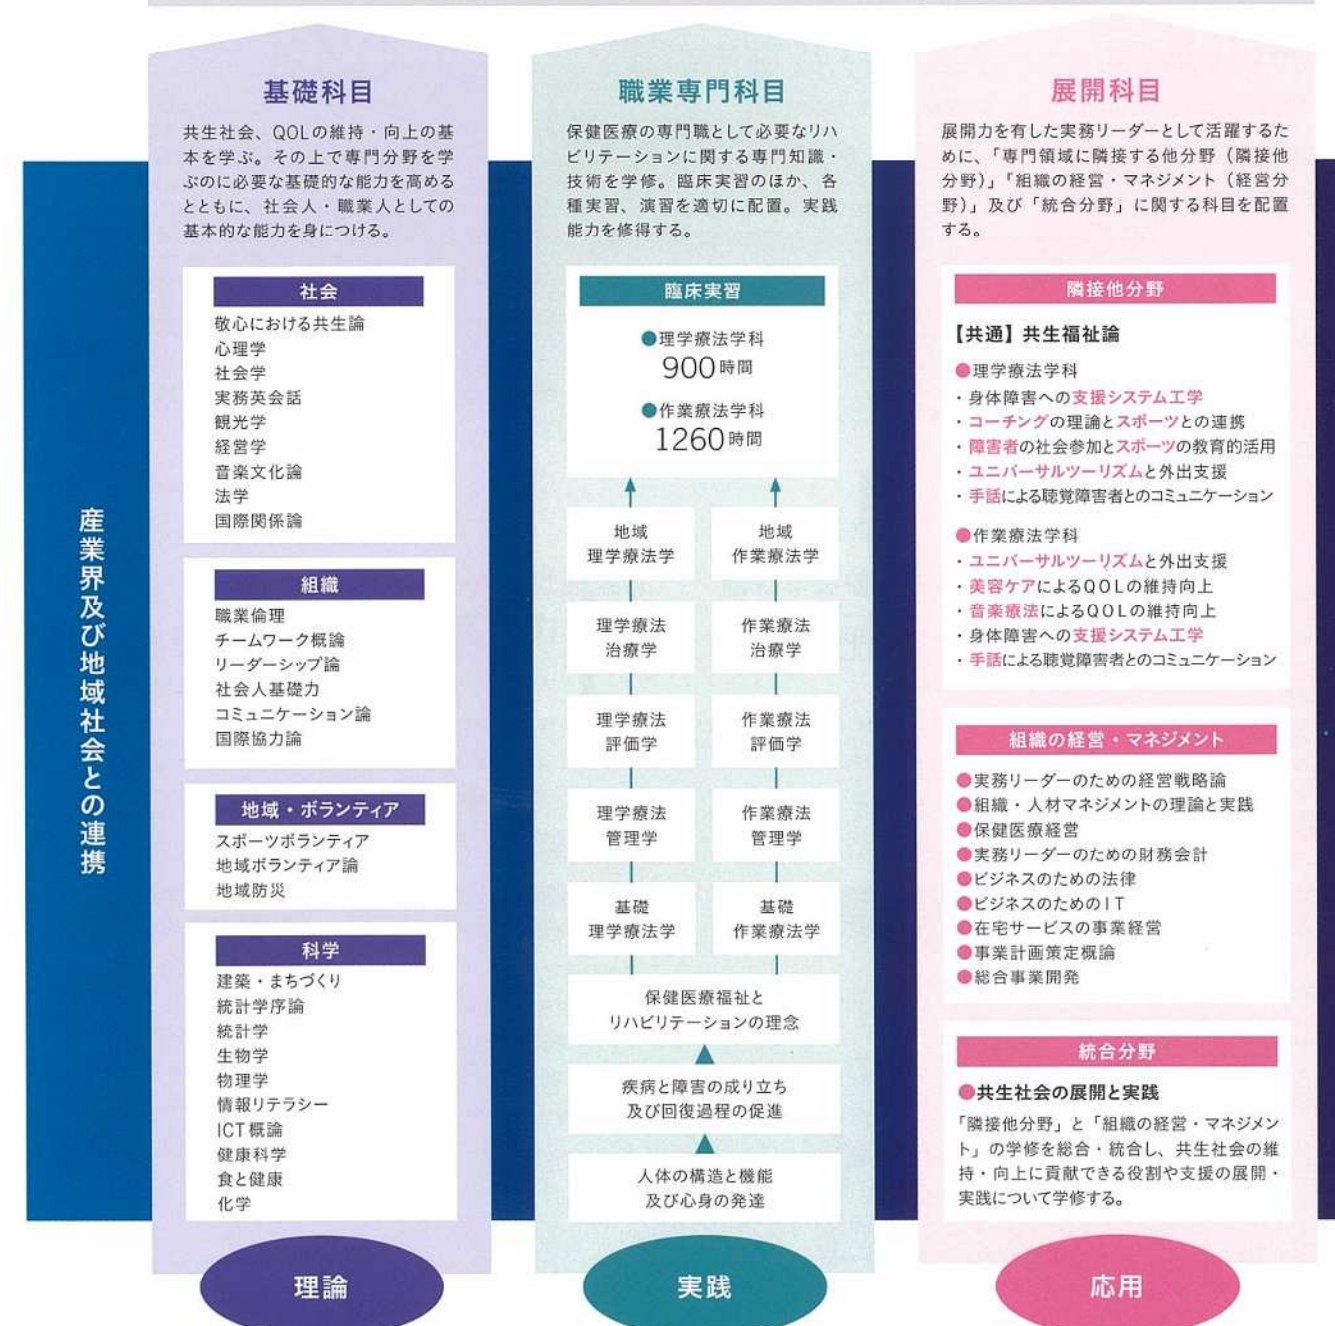 産業界及び地域社会との連携
基礎科目
共生社会、QOLの維持・向上の基
本を学ぶ。その上で専門分野を学
ぶのに必要な基礎的な能力を高める
とともに、社会人・職業人としての
基本的な能力を身につける。
社会
敬心における共生論
心理学
社会学
実務英会話
観光学
経営学
音楽文化論
法学
国際関係論
組織
職業倫理
チームワーク概論
リーダーシップ論
社会人基礎力
コミュニケーション論
国際協力論
地域・ボランティア
スポーツボランティア
地域ボランティア論
地域防災
科学
建築・まちづくり
統計学序論
統計学
生物学
物理学
情報リテラシー
ICT概論
健康科学
食と健康
化学
理論
職業専門科目
保健医療の専門職として必要なリハ
ビリテーションに関する専門知識・
技術を学修。臨床実習のほか、各
種実習、演習を適切に配置。実践
能力を修得する。
臨床実習
●理学療法学科
900時間
●作業療法学科
1260時間
地域
理学療法学
地域
作業療法学
理学療法
治療学
作業療法
治療学
理学療法
評価学
作業療法
評価学
理学療法
管理学
作業療法
管理学
基礎
理学療法学
基礎
作業療法学
保健医療福祉と
リハビリテーションの理念
疾病と障害の成り立ち
及び回復過程の促進
人体の構造と機能
及び心身の発達
実践
展開科目
展開力を有した実務リーダーとして活躍するた
めに、「専門領域に隣接する他分野(隣接他
分野)」「組織の経営・マネジメント(経営分
野)」及び「統合分野」に関する科目を配置
する。
隣接他分野
【共通】共生福祉論
●理学療法学科
・身体障害への支援システム工学
・コーチングの理論とスポーツとの連携
・障害者の社会参加とスポーツの教育的活用
・ユニバーサルツーリズムと外出支援
・手話による聴覚障害者とのコミュニケーション
●作業療法学科
・ユニバーサルツーリズムと外出支援
・美容ケアによるQOLの維持向上
・音楽療法によるQOLの維持向上
・身体障害への支援システム工学
・手話による聴覚障害者とのコミュニケーション
組織の経営・マネジメント
●実務リーダーのための経営戦略論
●組織・人材マネジメントの理論と実践
●保健医療経営
●実務リーダーのための財務会計
●ビジネスのための法律
●ビジネスのためのIT
●在宅サービスの事業経営
●事業計画策定概論
●総合事業開発
統合分野
●共生社会の展開と実践
「隣接他分野」と「組織の経営・マネジメン
ト」の学修を総合・統合し、共生社会の維
持・向上に貢献できる役割や支援の展開・
実践について学修する。
応用